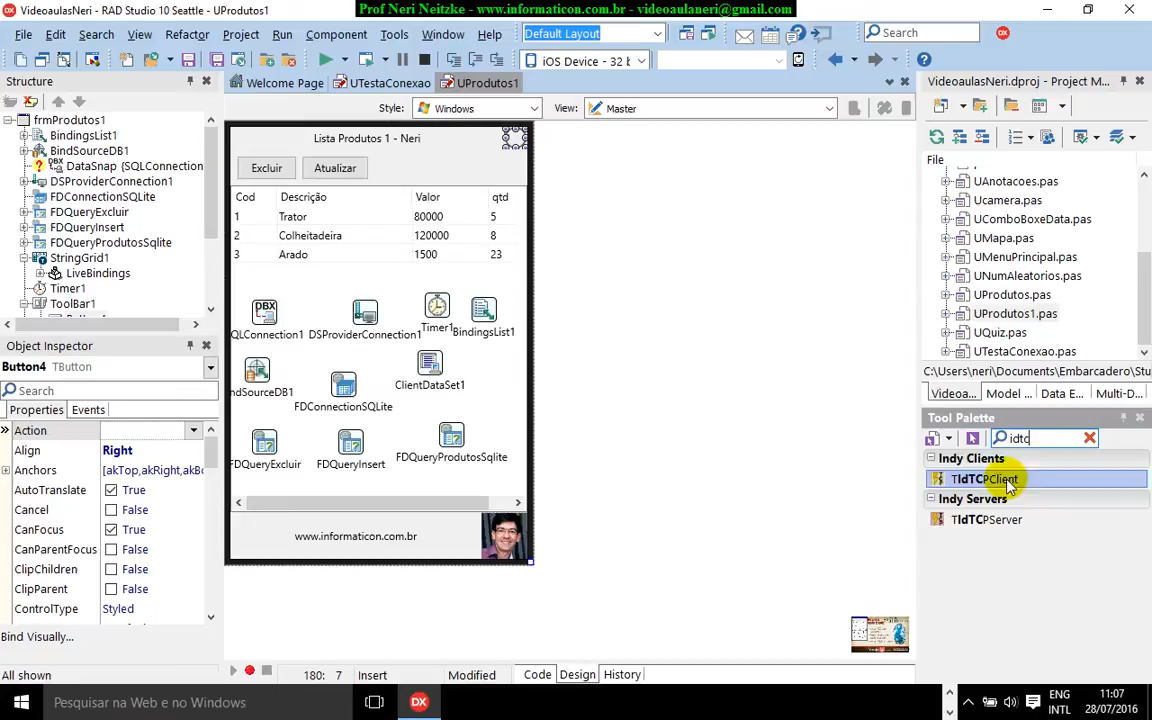 Prof Neri Neitzke - www.informaticon.com.br - videoaulaneri@gmail.com
VideoaulasNeri - RAD Studio 10 Seattle - UProdutos1
File Edit Search View Refactor Project Run Component Tools Window Help
Default Layout
Search
iOS Device - 32 b
Structure
frmProdutos1
BindingsList1
BindSourceDB1
DataSnap (SQLConnection
DSProviderConnection1
FDConnectionSQLite
FDQueryExcluir
FDQueryInsert
FDQueryProdutosSqlite
StringGrid1
LiveBindings
Timer1
ToolBar1
Object Inspector
Button4 TButton
Search
Properties Events
Action
Align Right
Anchors [akTop,akRight,akBo
AutoTranslate True
Cancel False
CanFocus True
CanParentFocus False
ClipChildren False
ClipParent False
ControlType Styled
Bind Visually...
All shown
Welcome Page UTestaConexao UProdutos1
Style: Windows View: Master
Lista Produtos 1 - Neri
Excluir Atualizar
Cod Descrição Valor qtd
1 Trator 80000 5
2 Colheitadeira 120000 8
3 Arado 1500 23
DBX
QLConnection1 DSProviderConnection1 Timer1 BindingsList1
ndSourceDB1 FDConnectionSQLite ClientDataSet1
FDQueryExcluir FDQueryInsert FDQueryProdutosSqlite
www.informaticon.com.br
180: 7 Insert Modified Code Design History
VideoaulasNeri.dproj - Project M...
File
UAnotacoes.pas
Ucamera.pas
UComboBoxeData.pas
UMapa.pas
UMenuPrincipal.pas
UNumAleatorios.pas
UProdutos.pas
UProdutos1.pas
UQuiz.pas
UTestaConexao.pas
C:\Users\neri\Documents\Embarcadero\Stu
Videoa... Model ... Data E... Multi-D...
Tool Palette
idtc
Indy Clients
TIdTCPClient
Indy Servers
TIdTCPServer
Pesquisar na Web e no Windows
DX
ENG
INTL
11:07
28/07/2016